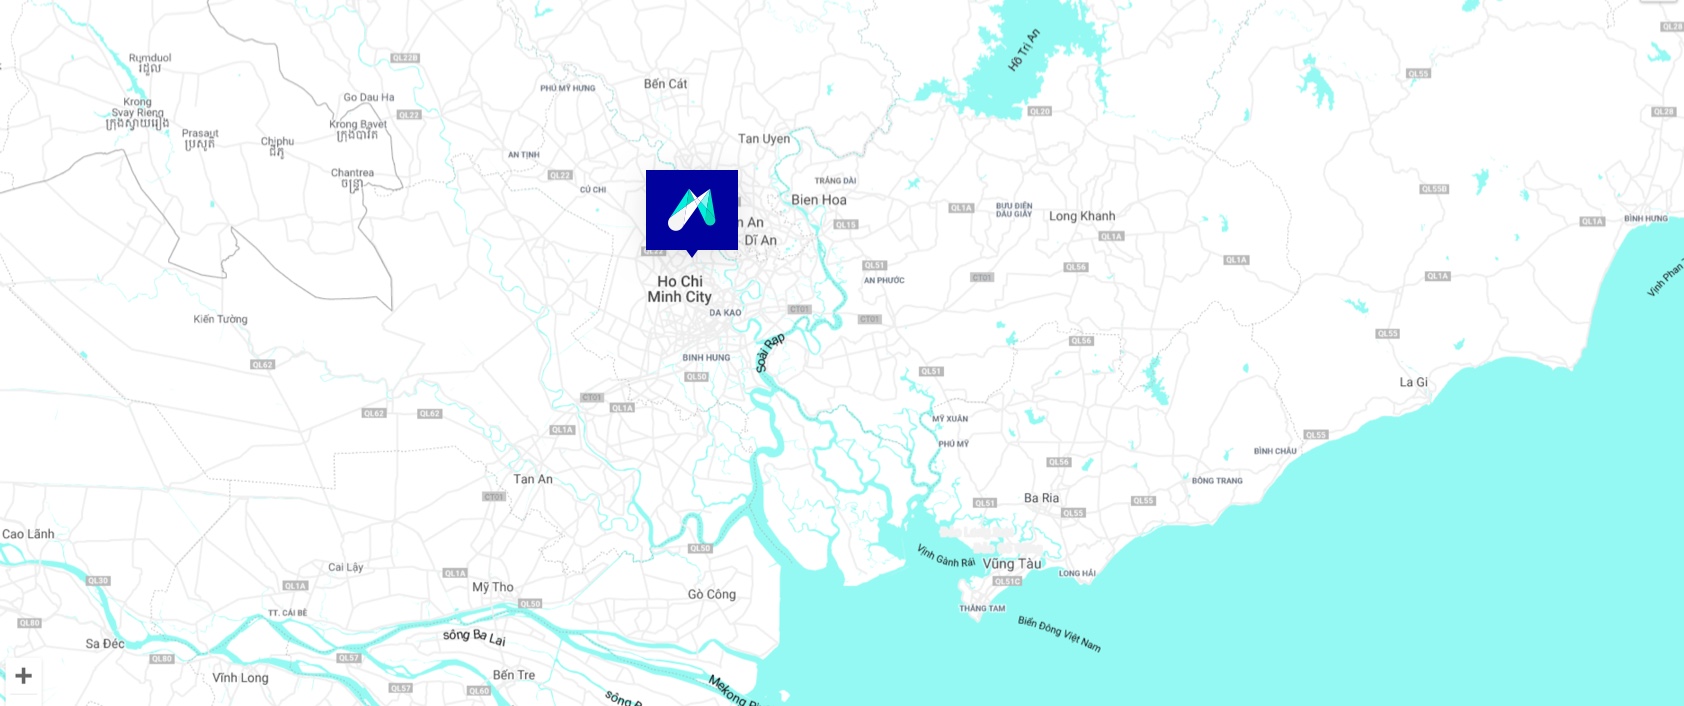 Hồ Trị An
QL28
QL22B
Rumduol
រំដួល
QL55
Bến Cát
PHÚ MỸ HƯNG
Go Dau Ha
Krong
Svay Rieng
ក្រុងស្វាយរៀង
QL20
QL28
QL22
Krong Bavet
ក្រុងបាវិត
Prasaut
ប្រសូត
Chiphu
ជីភូ
Tan Uyen
AN TỊNH
Chantrea
ចន្ទ្រា
QL22
CỦ CHI
TRẢNG DÀI
QL55B
Bien Hoa
QL1A
BƯU ĐIỆN
DẦU GIÂY
Long Khanh
BÌNH HƯNG
QL1A
n An
QL15
Dĩ An
QL1A
QL22
QL1A
QL51
QL56
QL1A
Vịnh Phan T
Ho Chi
Minh City
AN PHƯỚC
CT01
DA KAO
CT01
CT01
Kiến Tường
QL55
Soài Rạp
QL56
BINH HUNG
QL62
QL50
QL51
La Gi
CT01
QL1A
QL62
QL62
MỸ XUÂN
QL1A
QL55
PHÚ MỸ
BÌNH CHÂU
QL56
Tan An
BÔNG TRANG
CT01
Ba Ria
QL51
QL55
QL55
Cao Lãnh
QL50
Vịnh Gành Rái
Vũng Tàu
LONG HẢI
Cai Lậy
QL1A
QL30
QL1A
QL51C
Mỹ Tho
Gò Công
QL50
THẮNG TAM
TT. CÁI BÈ
QL80
Biển Đông Việt Nam
sông Ba Lai
Sa Đéc
QL80
QL57
Vĩnh Long
Bến Tre
QL57
QL60
Mekong
sông
+